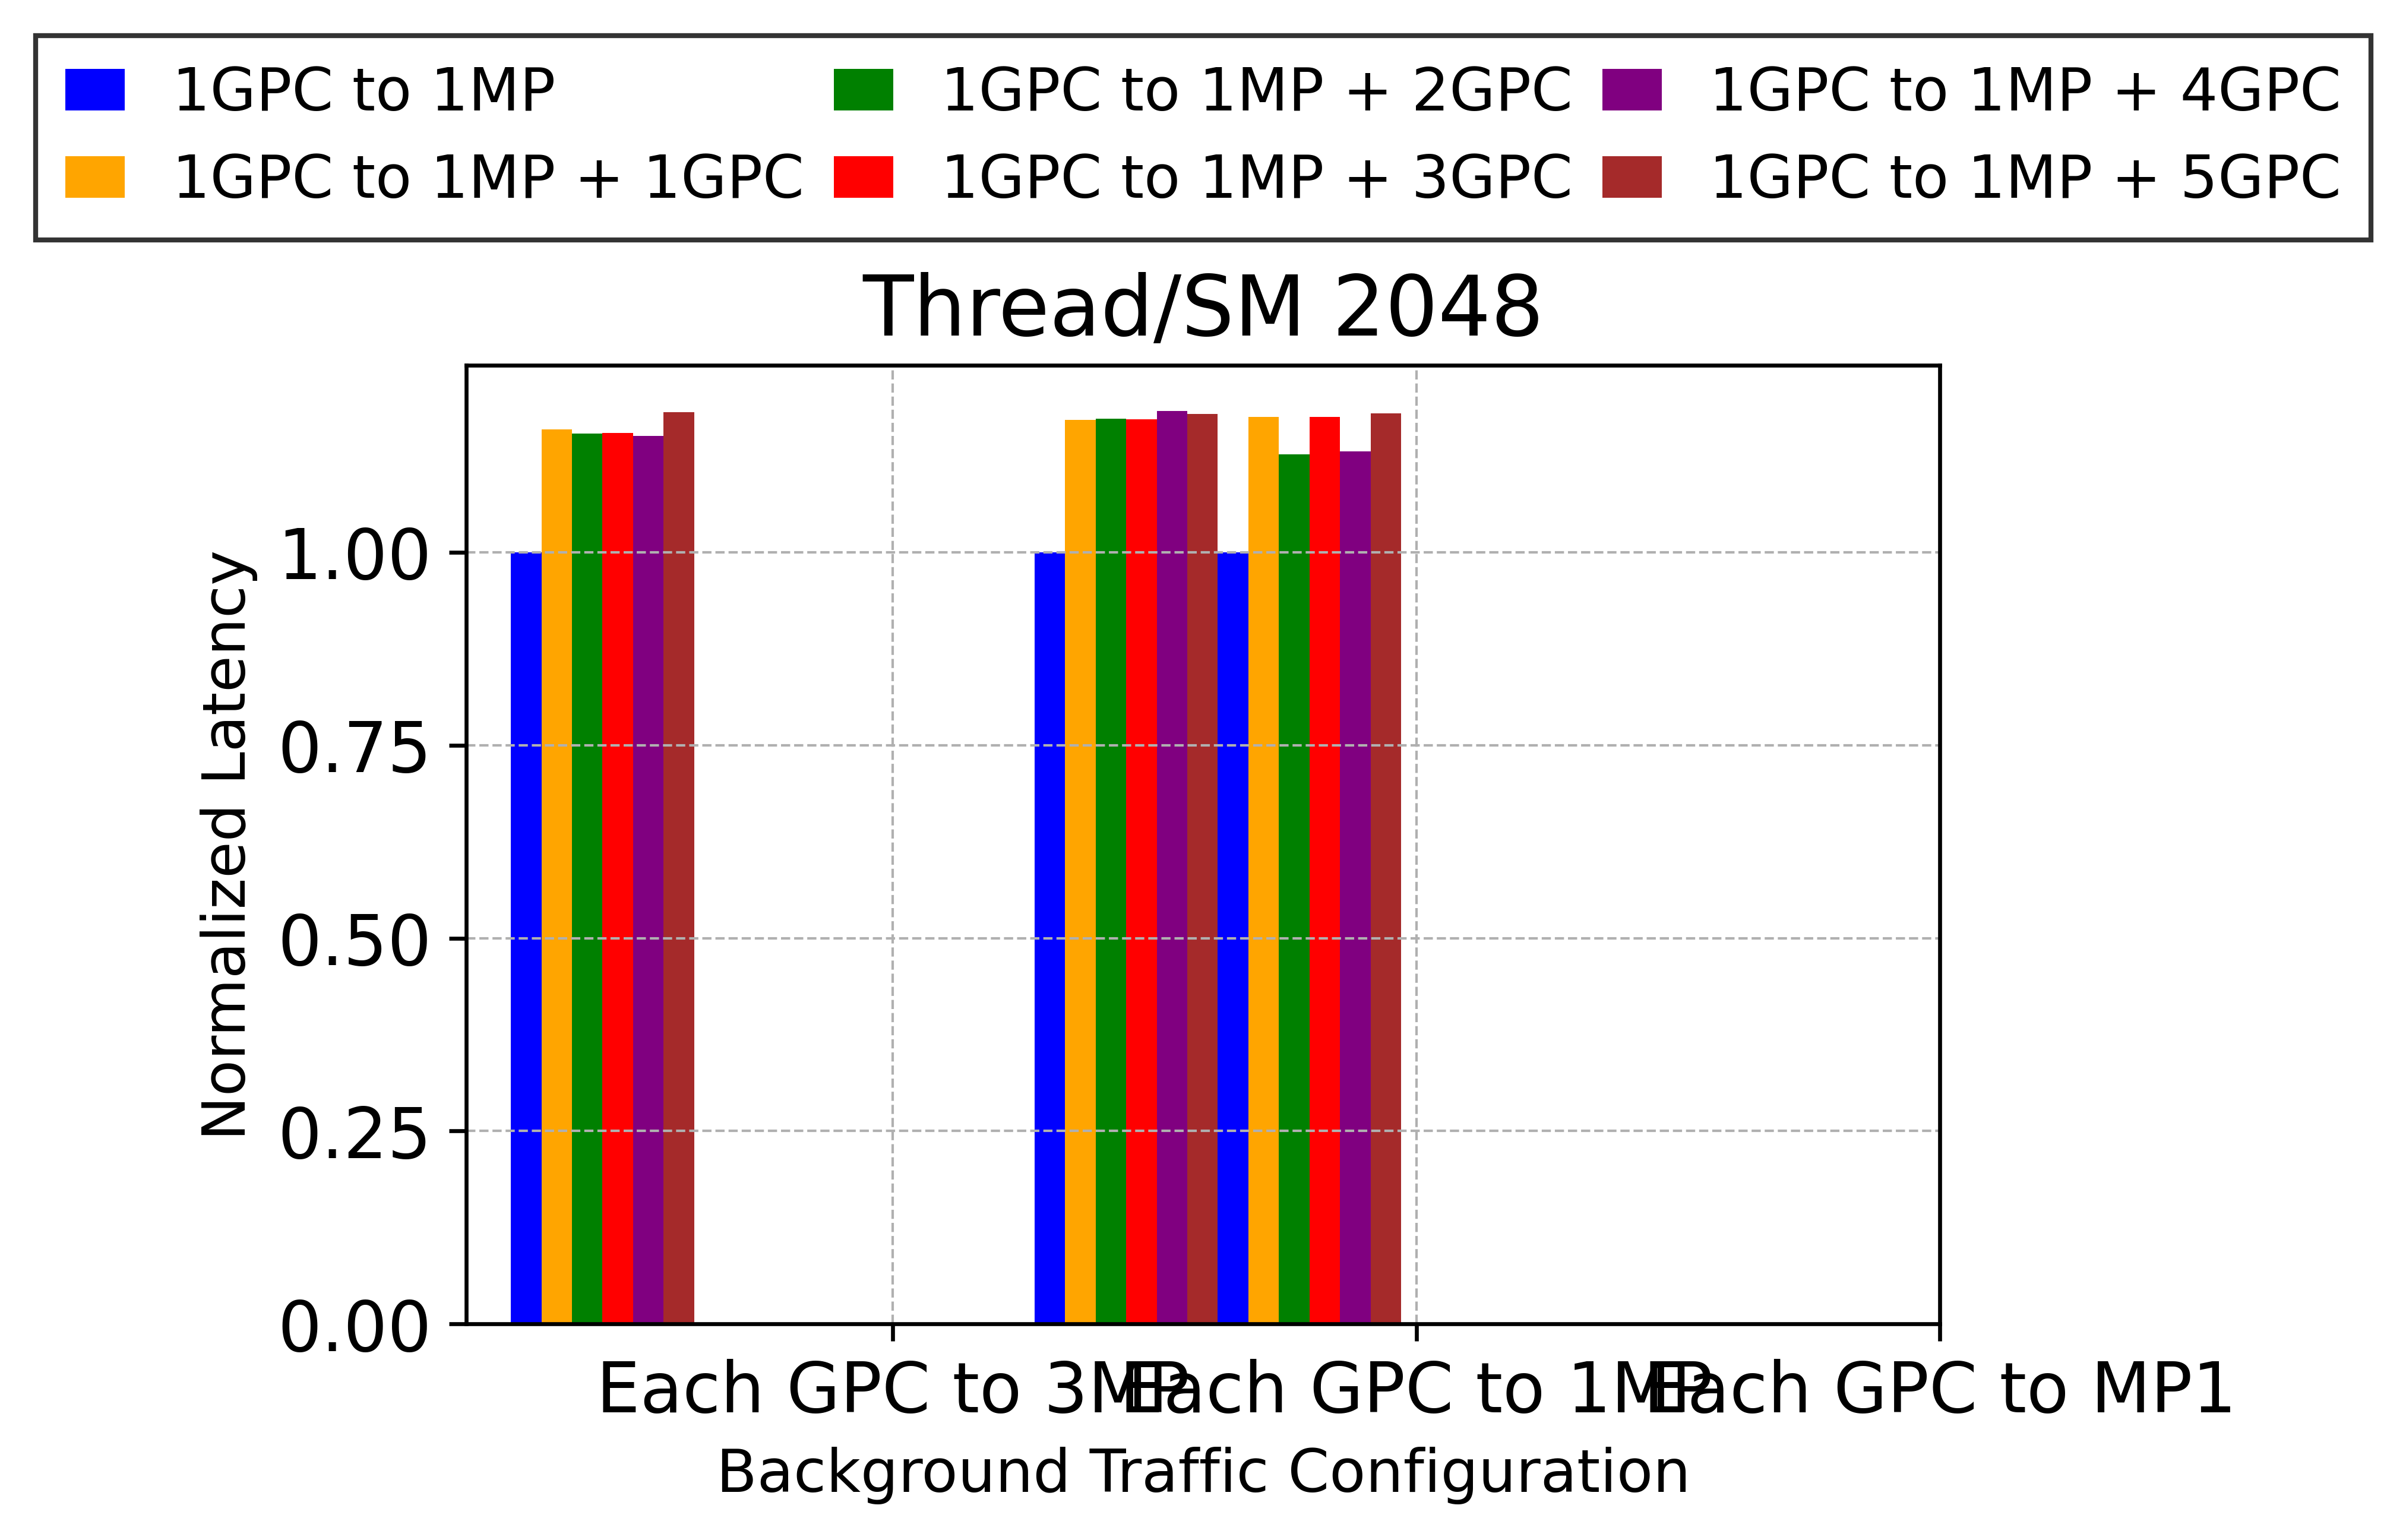 1GPC to 1MP
1GPC to 1MP + 1GPC
1GPC to 1MP + 2GPC
1GPC to 1MP + 3GPC
1GPC to 1MP + 4GPC
1GPC to 1MP + 5GPC
Thread/SM 2048
Normalized Latency
1.00
0.75
0.50
0.25
0.00
Each GPC to 3MP
Each GPC to 1MP
Each GPC to MP1
Background Traffic Configuration